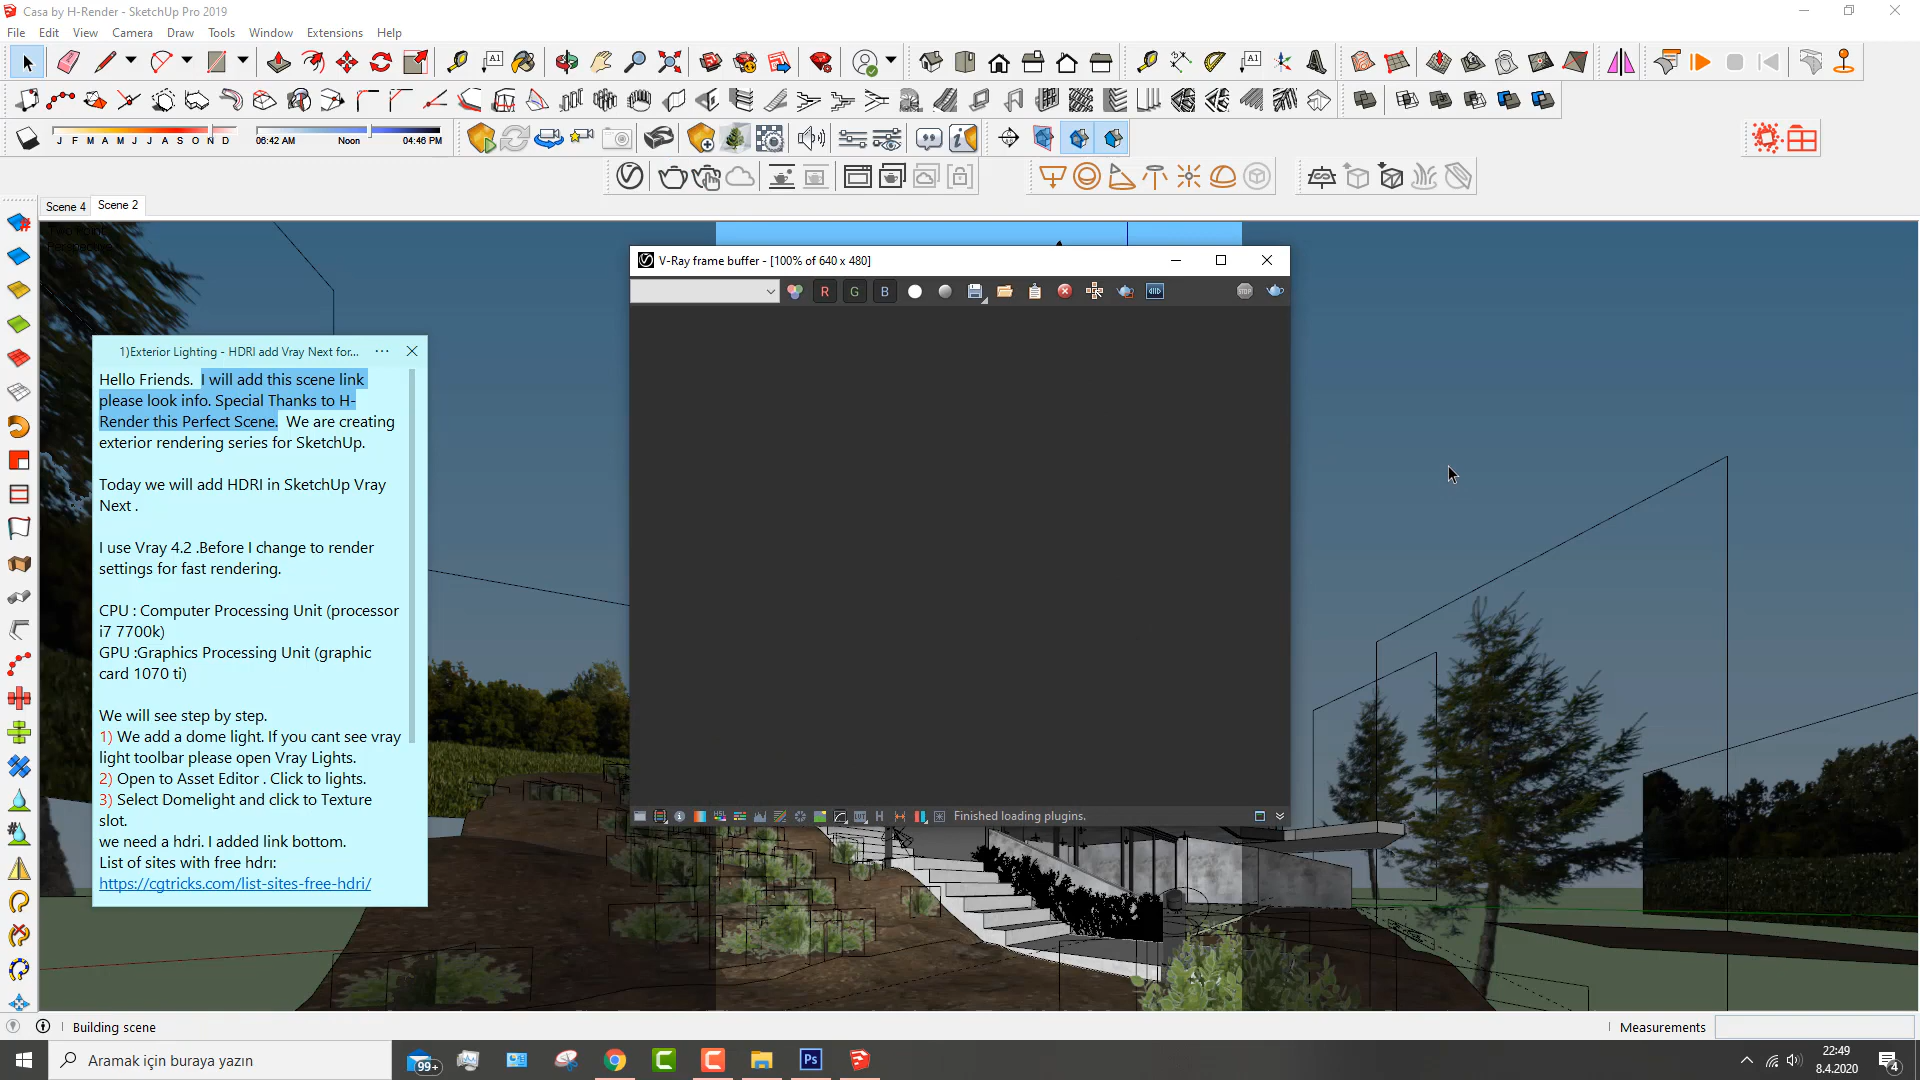 Casa by H-Render - SketchUp Pro 2019
File Edit View Camera Draw Tools Window Extensions Help
J F M A M J J A S O N D
06:42 AM Noon 04:46 PM
Scene 4 Scene 2
V-Ray frame buffer - [100% of 640 x 480]
R G B
1)Exterior Lighting - HDRI add Vray Next for...
Hello Friends. I will add this scene link
please look info. Special Thanks to H-
Render this Perfect Scene. We are creating
exterior rendering series for SketchUp.
Today we will add HDRI in SketchUp Vray
Next .
I use Vray 4.2 .Before I change to render
settings for fast rendering.
CPU : Computer Processing Unit (processor
i7 7700k)
GPU :Graphics Processing Unit (graphic
card 1070 ti)
We will see step by step.
1) We add a dome light. If you cant see vray
light toolbar please open Vray Lights.
2) Open to Asset Editor . Click to lights.
3) Select Domelight and click to Texture
slot.
we need a hdri. I added link bottom.
List of sites with free hdrı:
https://cgtricks.com/list-sites-free-hdri/
Finished loading plugins.
Building scene
Measurements
Aramak için buraya yazın
99+
Ps
22:49
8.4.2020
4